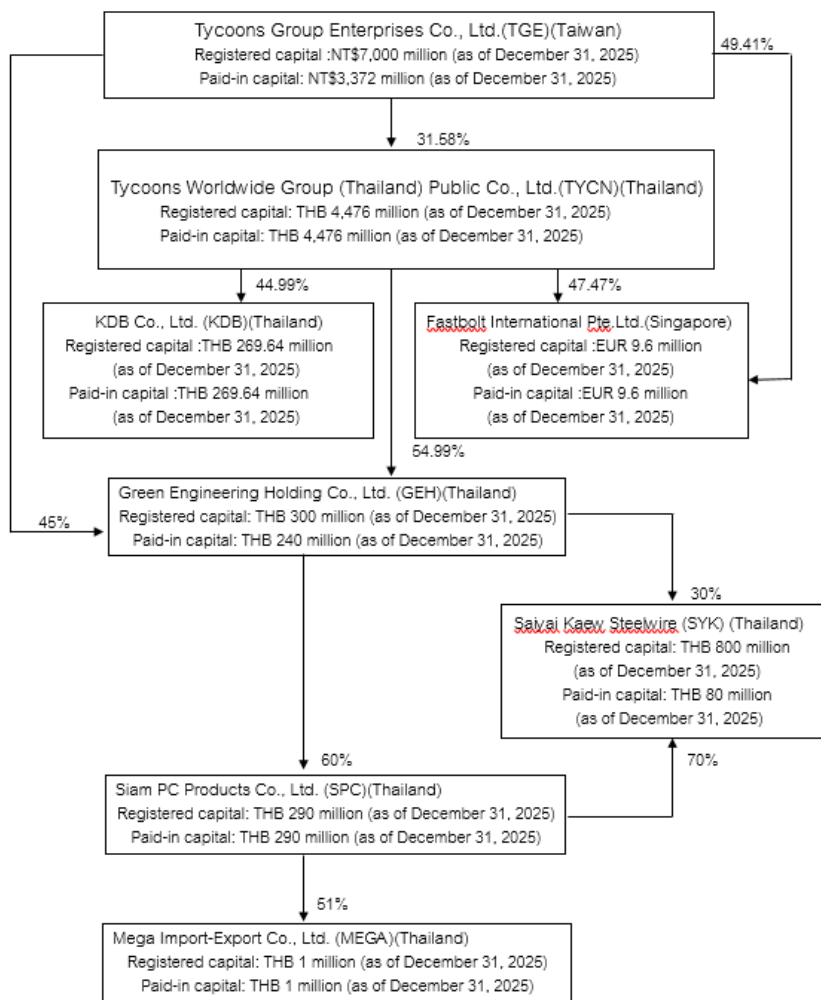 Tycoons Group Enterprises Co., Ltd.(TGE)(Taiwan)
Registered capital :NT$7,000 million (as of December 31, 2025)
Paid-in capital: NT$3,372 million (as of December 31, 2025)
49.41%
31.58%
Tycoons Worldwide Group (Thailand) Public Co., Ltd.(TYCN)(Thailand)
Registered capital: THB 4,476 million (as of December 31, 2025)
Paid-in capital: THB 4,476 million (as of December 31, 2025)
44.99%
47.47%
KDB Co., Ltd. (KDB)(Thailand)
Registered capital :THB 269.64 million
(as of December 31, 2025)
Paid-in capital :THB 269.64 million
(as of December 31, 2025)
Fastbolt International Pte.Ltd.(Singapore)
Registered capital :EUR 9.6 million
(as of December 31, 2025)
Paid-in capital :EUR 9.6 million
(as of December 31, 2025)
54.99%
45%
Green Engineering Holding Co., Ltd. (GEH)(Thailand)
Registered capital: THB 300 million (as of December 31, 2025)
Paid-in capital: THB 240 million (as of December 31, 2025)
30%
Saiyai Kaew Steelwire (SYK) (Thailand)
Registered capital: THB 800 million
(as of December 31, 2025)
Paid-in capital: THB 80 million
(as of December 31, 2025)
60%
70%
Siam PC Products Co., Ltd. (SPC)(Thailand)
Registered capital: THB 290 million (as of December 31, 2025)
Paid-in capital: THB 290 million (as of December 31, 2025)
51%
Mega Import-Export Co., Ltd. (MEGA)(Thailand)
Registered capital: THB 1 million (as of December 31, 2025)
Paid-in capital: THB 1 million (as of December 31, 2025)